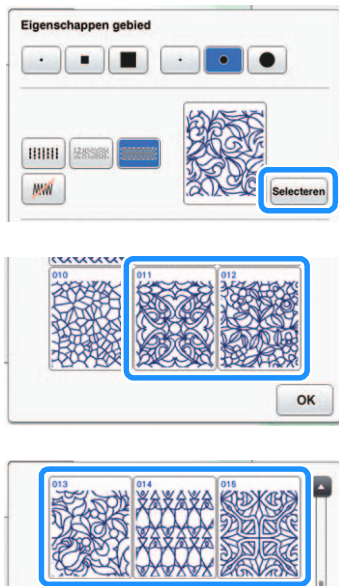 Eigenschappen gebied
Selecteren
010 011 012
OK
013 014 015